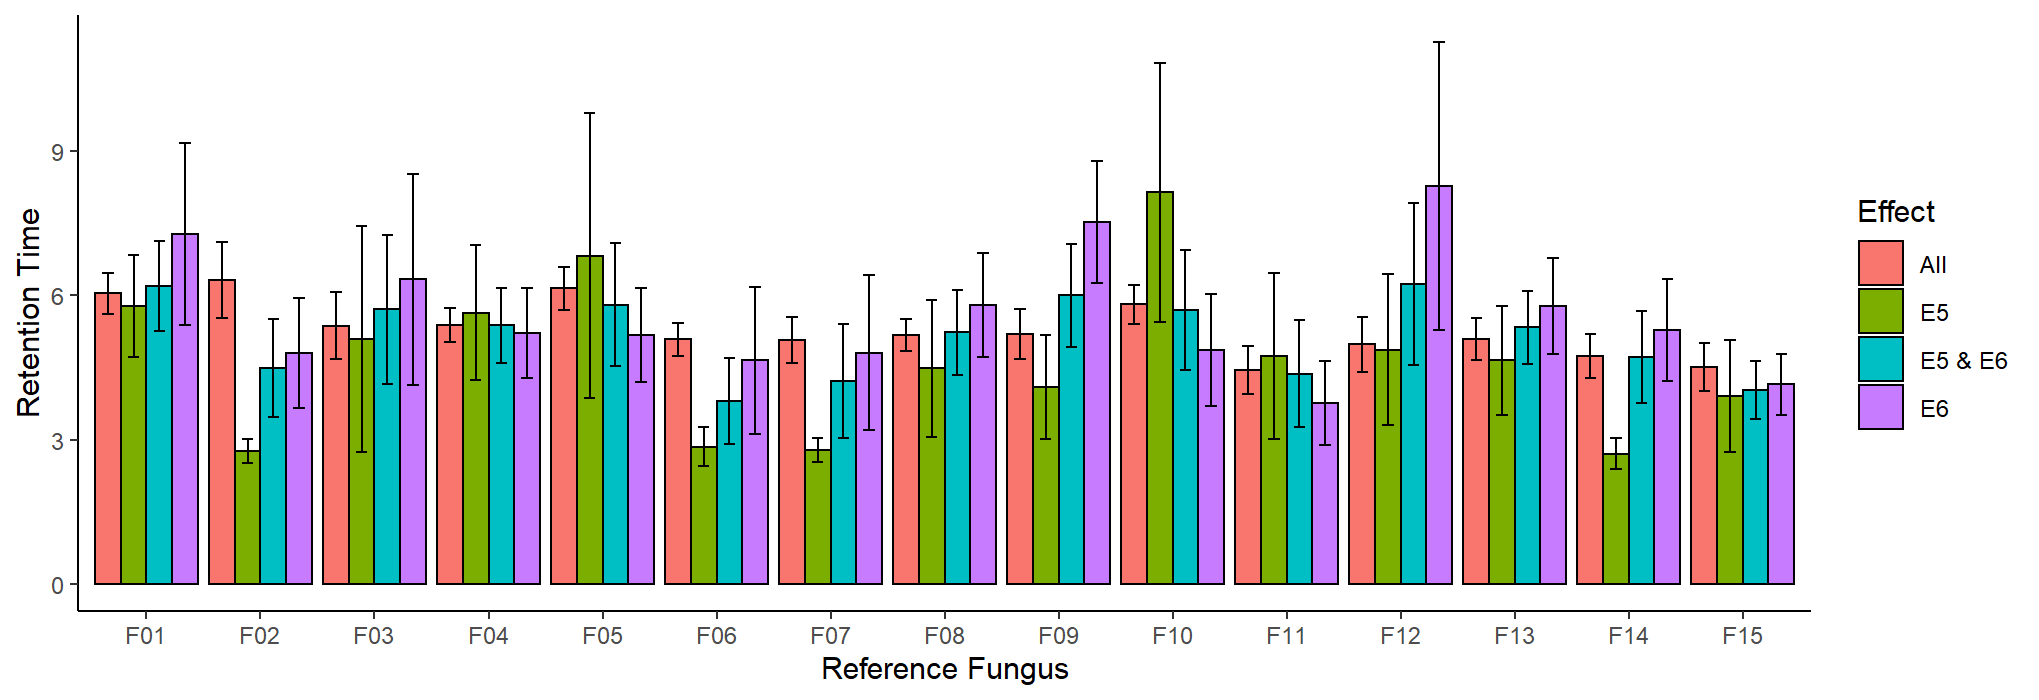 Retention Time
9
6
3
0
F01 F02 F03 F04 F05 F06 F07 F08 F09 F10 F11 F12 F13 F14 F15
Reference Fungus
Effect
All
E5
E5 & E6
E6